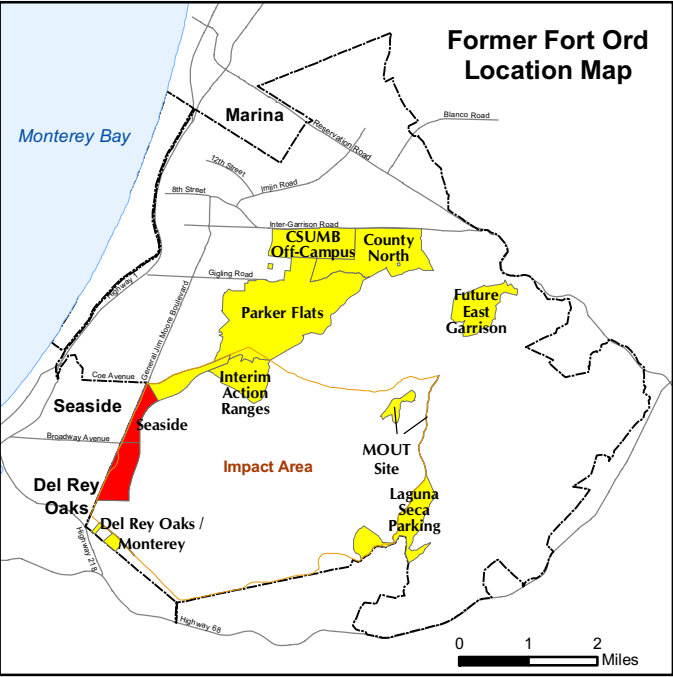 Former Fort Ord
Location Map
Marina
Monterey Bay
Blanco Road
Reservation Road
12th Street
Imjin Road
8th Street
Inter-Garrison Road
CSUMB
Off-Campus
County
North
Gigling Road
Highway 1
General Jim Moore Boulevard
Parker Flats
Future
East
Garrison
Coe Avenue
Interim
Action
Ranges
Seaside
Seaside
Broadway Avenue
MOUT
Site
Impact Area
Del Rey
Oaks
Laguna
Seca
Parking
Del Rey Oaks /
Monterey
Highway 218
Highway 68
0 1 2
Miles